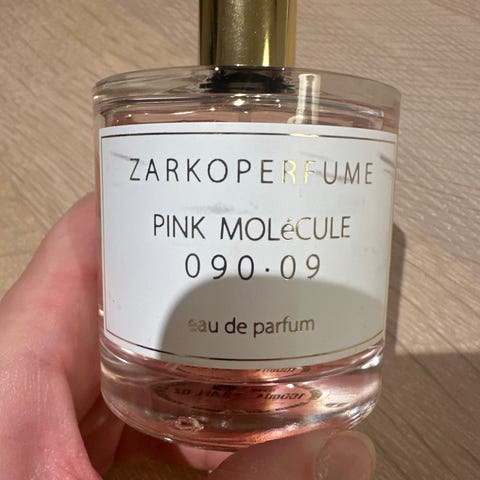 ZARKOPERFUME
PINK MOLéCULE
090·09
eau de parfum